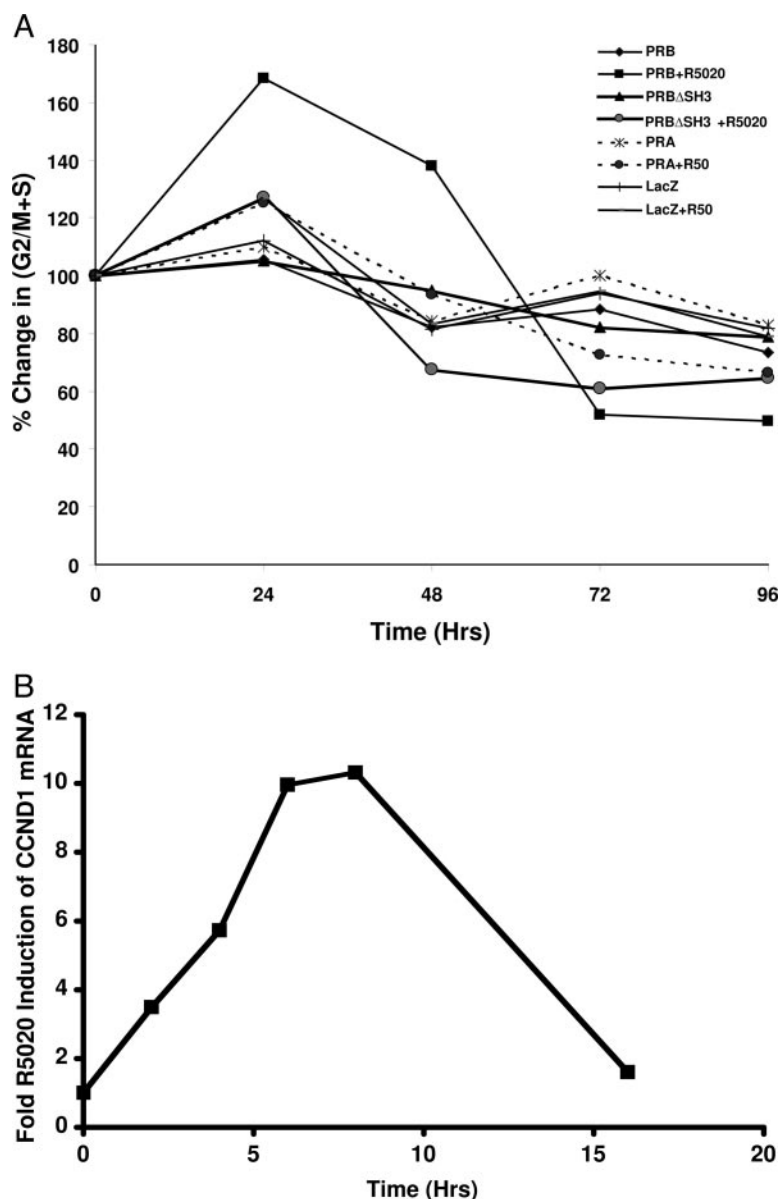 A
% Change in (G2/M+S)
180
160
140
120
100
80
60
40
20
0
0 24 48 72 96
Time (Hrs)
PRB
PRB+R5020
PRBΔSH3
PRBΔSH3 +R5020
PRA
PRA+R50
LacZ
LacZ+R50
B
Fold R5020 Induction of CCND1 mRNA
12
10
8
6
4
2
0
0 5 10 15 20
Time (Hrs)